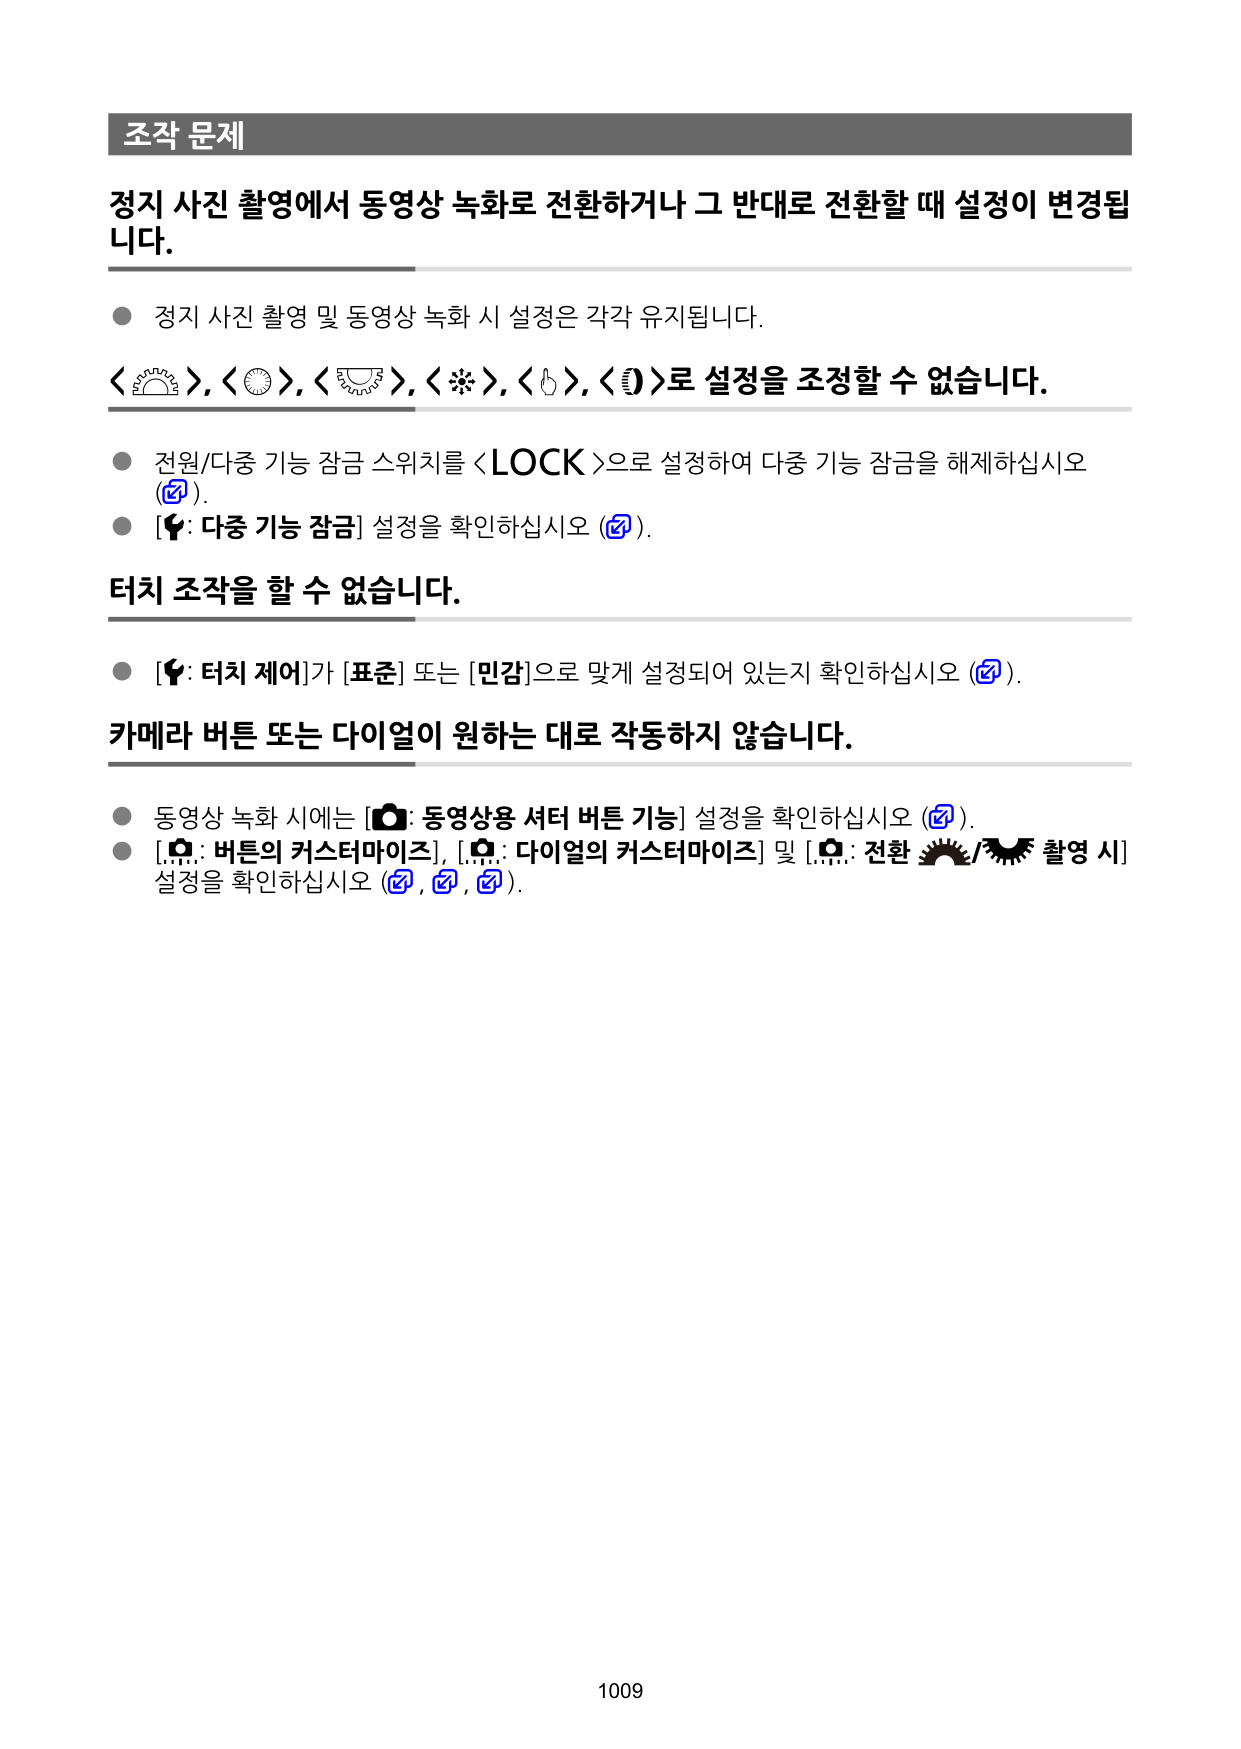 조작 문제
정지 사진 촬영에서 동영상 녹화로 전환하거나 그 반대로 전환할 때 설정이 변경됩
니다.
● 정지 사진 촬영 및 동영상 녹화 시 설정은 각각 유지됩니다.
< >, < >, < >, < >, < >, < >로 설정을 조정할 수 없습니다.
● 전원/다중 기능 잠금 스위치를 <LOCK>으로 설정하여 다중 기능 잠금을 해제하십시오
( ).
● [ : 다중 기능 잠금] 설정을 확인하십시오 ( ).
터치 조작을 할 수 없습니다.
● [ : 터치 제어]가 [표준] 또는 [민감]으로 맞게 설정되어 있는지 확인하십시오 ( ).
카메라 버튼 또는 다이얼이 원하는 대로 작동하지 않습니다.
● 동영상 녹화 시에는 [ : 동영상용 셔터 버튼 기능] 설정을 확인하십시오 ( ).
● [ : 버튼의 커스터마이즈], [ : 다이얼의 커스터마이즈] 및 [ : 전환 / 촬영 시]
설정을 확인하십시오 ( , , ).
1009